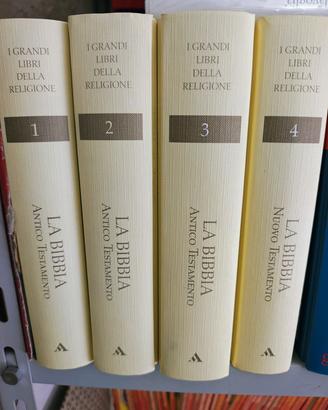 I GRANDI
LIBRI
DELLA
RELIGIONE
1
LA BIBBIA
ANTICO TESTAMENTO
I GRANDI
LIBRI
DELLA
RELIGIONE
2
LA BIBBIA
ANTICO TESTAMENTO
I GRANDI
LIBRI
DELLA
RELIGIONE
3
LA BIBBIA
ANTICO TESTAMENTO
I GRANDI
LIBRI
DELLA
RELIGIONE
4
LA BIBBIA
NUOVO TESTAMENTO